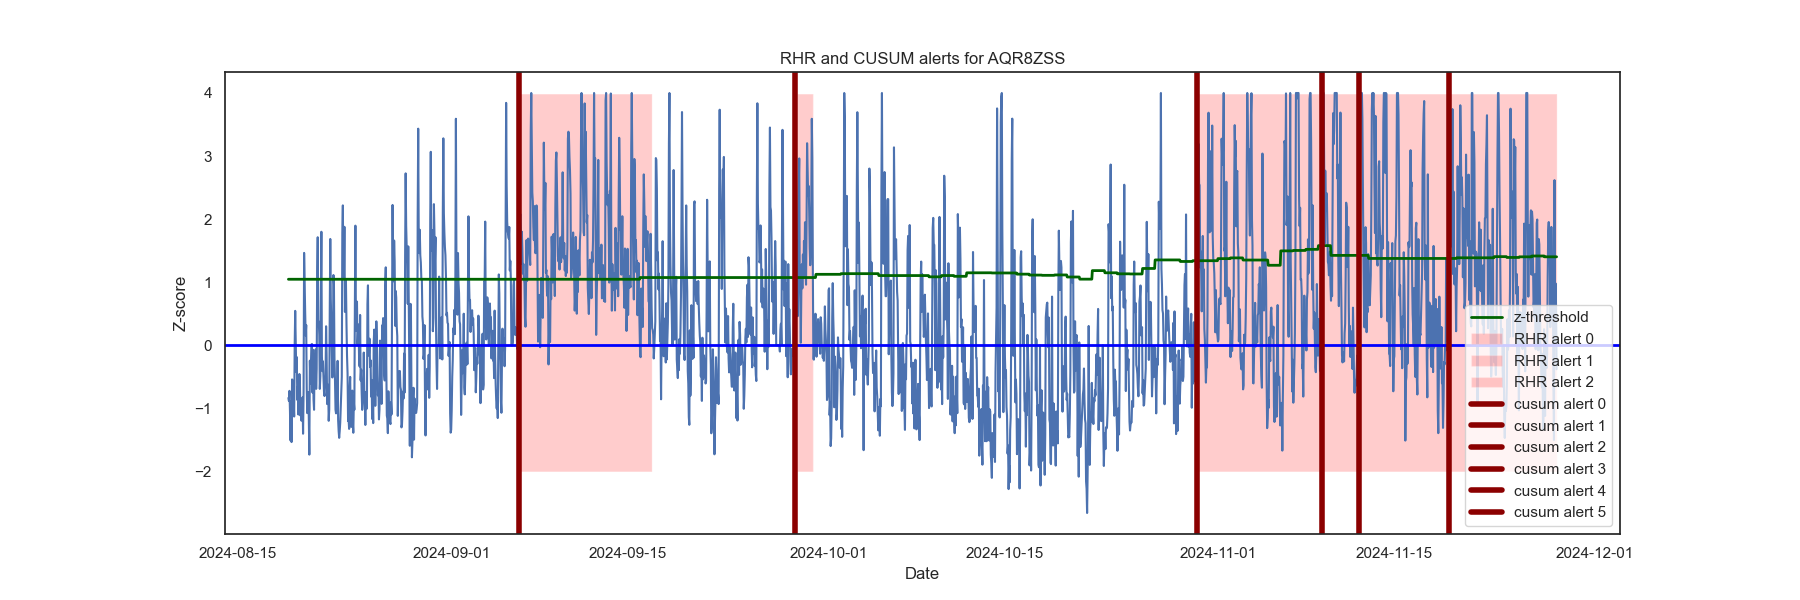 RHR and CUSUM alerts for AQR8ZSS
4
3
2
1
0
−1
−2
Z-score
z-threshold
RHR alert 0
RHR alert 1
RHR alert 2
cusum alert 0
cusum alert 1
cusum alert 2
cusum alert 3
cusum alert 4
cusum alert 5
2024-08-15 2024-09-01 2024-09-15 2024-10-01 2024-10-15 2024-11-01 2024-11-15 2024-12-01
Date